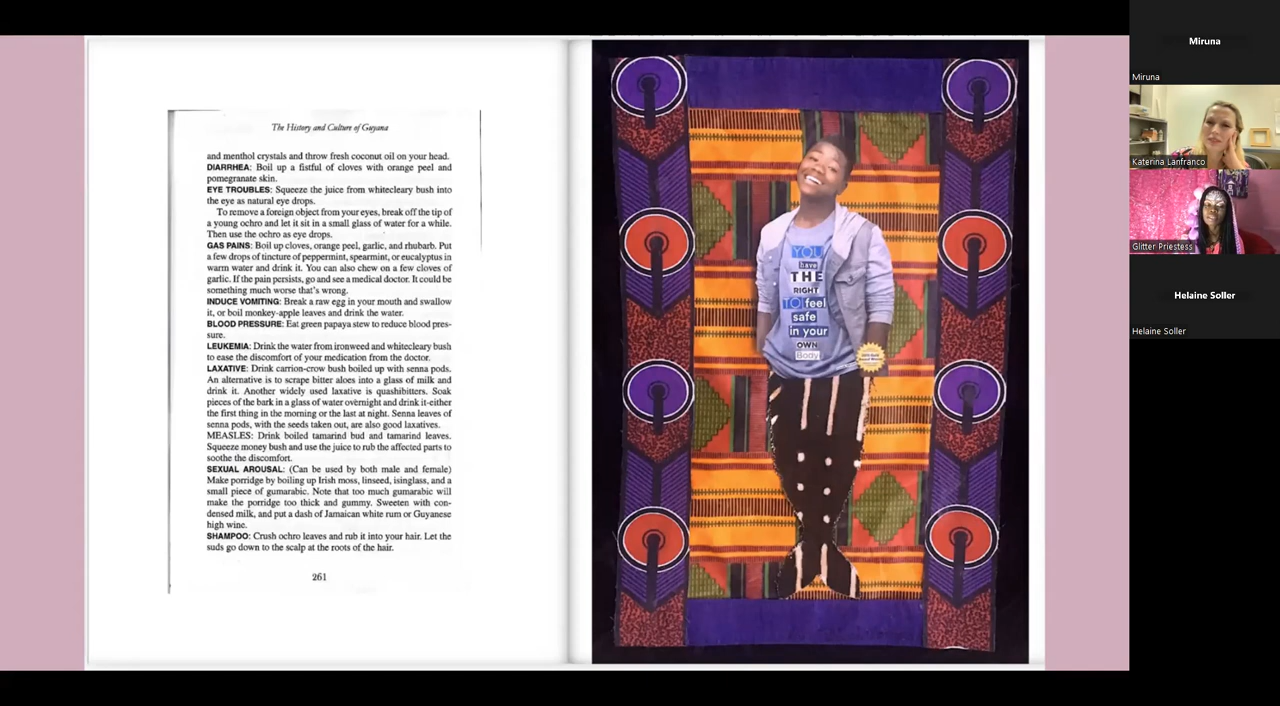 The History and Culture of Guyana
and menthol crystals and throw fresh coconut oil on your head.
DIARRHEA: Boil up a fistful of cloves with orange peel and
pomegranate skin.
EYE TROUBLES: Squeeze the juice from whitecleary bush into
the eye as natural eye drops.
To remove a foreign object from your eyes, break off the tip of
a young ochro and let it sit in a small glass of water for a while.
Then use the ochro as eye drops.
GAS PAINS: Boil up cloves, orange peel, garlic, and rhubarb. Put
a few drops of tincture of peppermint, spearmint, or eucalyptus in
warm water and drink it. You can also chew on a few cloves of
garlic. If the pain persists, go and see a medical doctor. It could be
something much worse that's wrong.
INDUCE VOMITING: Break a raw egg in your mouth and swallow
it, or boil monkey-apple leaves and drink the water.
BLOOD PRESSURE: Eat green papaya stew to reduce blood pres-
sure.
LEUKEMIA: Drink the water from ironweed and whitecleary bush
to ease the discomfort of your medication from the doctor.
LAXATIVE: Drink carrion-crow bush boiled up with senna pods.
An alternative is to scrape bitter aloes into a glass of milk and
drink it. Another widely used laxative is quashibitters. Soak
pieces of the bark in a glass of water overnight and drink it-either
the first thing in the morning or the last at night. Senna leaves of
senna pods, with the seeds taken out, are also good laxatives.
MEASLES: Drink boiled tamarind bud and tamarind leaves.
Squeeze money bush and use the juice to rub the affected parts to
soothe the discomfort.
SEXUAL AROUSAL: (Can be used by both male and female)
Make porridge by boiling up Irish moss, linseed, isinglass, and a
small piece of gumarabic. Note that too much gumarabic will
make the porridge too thick and gummy. Sweeten with con-
densed milk, and put a dash of Jamaican white rum or Guyanese
high wine.
SHAMPOO: Crush ochro leaves and rub it into your hair. Let the
suds go down to the scalp at the roots of the hair.
261
YOU
have
THE
RIGHT
TO feel
safe
in your
OWN
Body
Miruna
Miruna
Katerina Lanfranco
Glitter Priestess
Helaine Soller
Helaine Soller